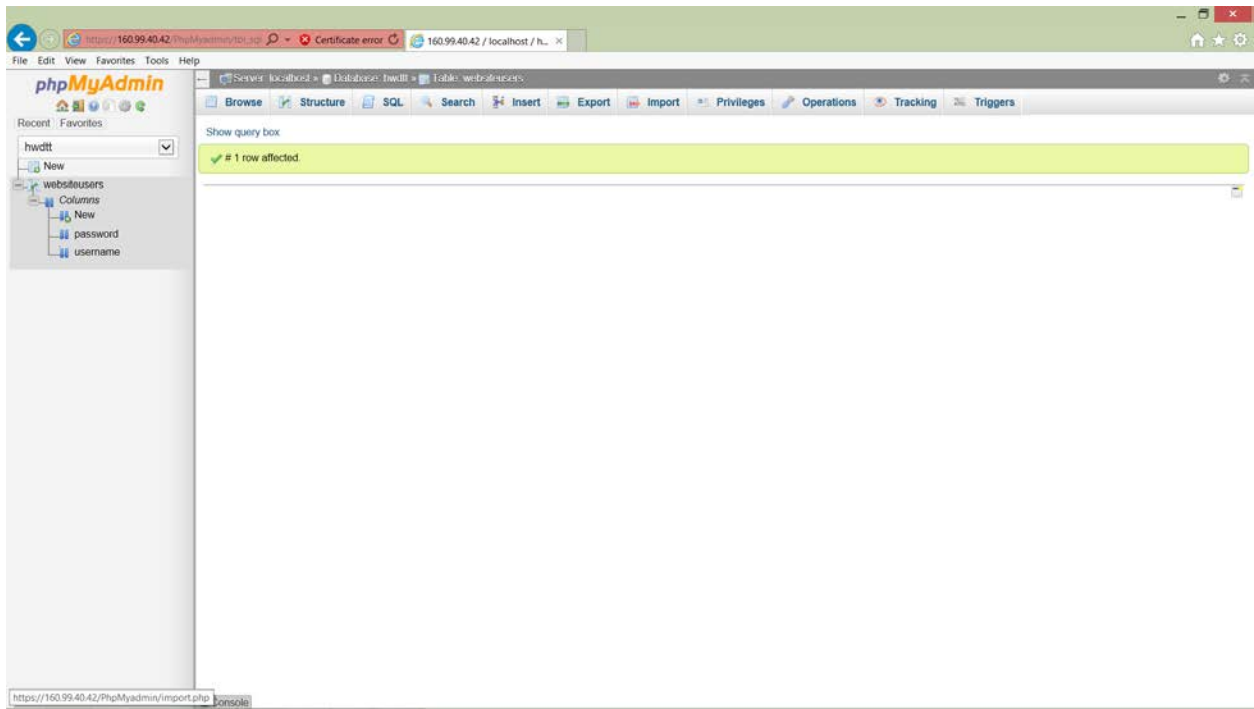 https://160.99.40.42/PhpMyadmin/tbl_sql Certificate error 160.99.40.42 / localhost / h...
File Edit View Favorites Tools Help
phpMyAdmin
Recent Favorites
hwdtt
New
websiteusers
Columns
New
password
username
Server: localhost » Database: hwdtt » Table: websiteusers
Browse Structure SQL Search Insert Export Import Privileges Operations Tracking Triggers
Show query box
# 1 row affected.
https://160.99.40.42/PhpMyadmin/import.php
Console